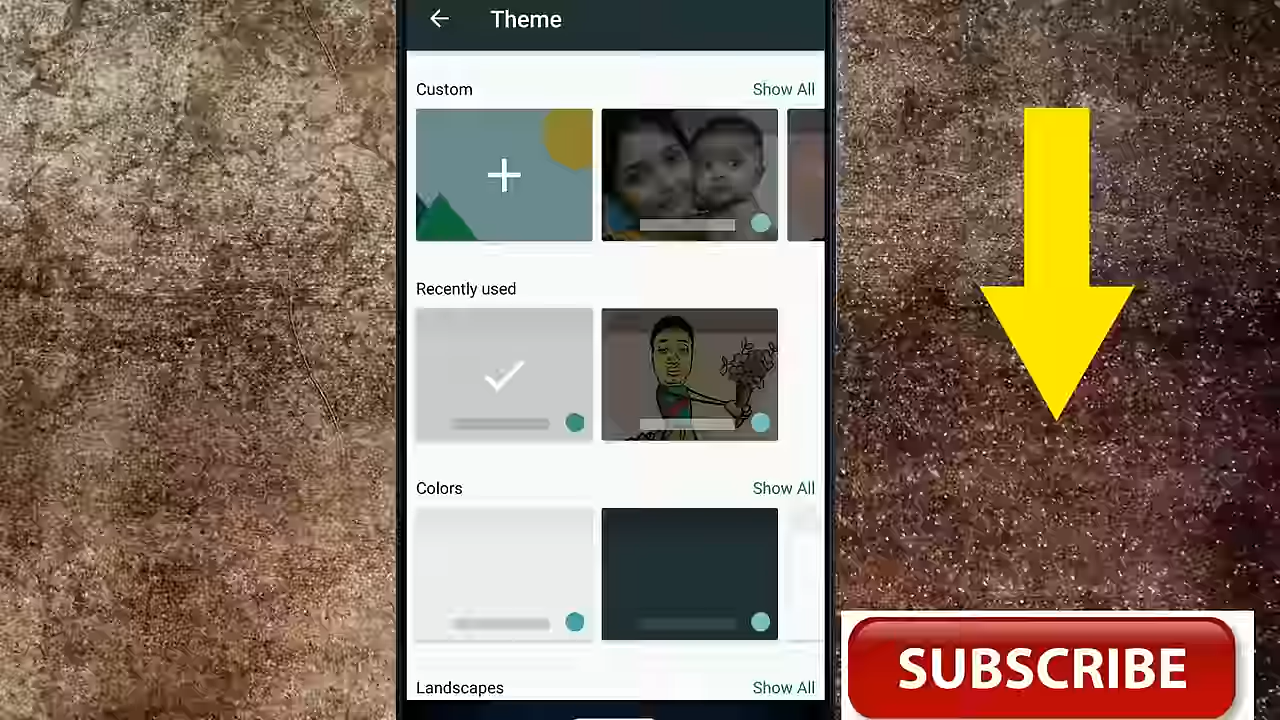 Theme
Custom
Show All
Recently used
Colors
Show All
Landscapes
Show All
SUBSCRIBE